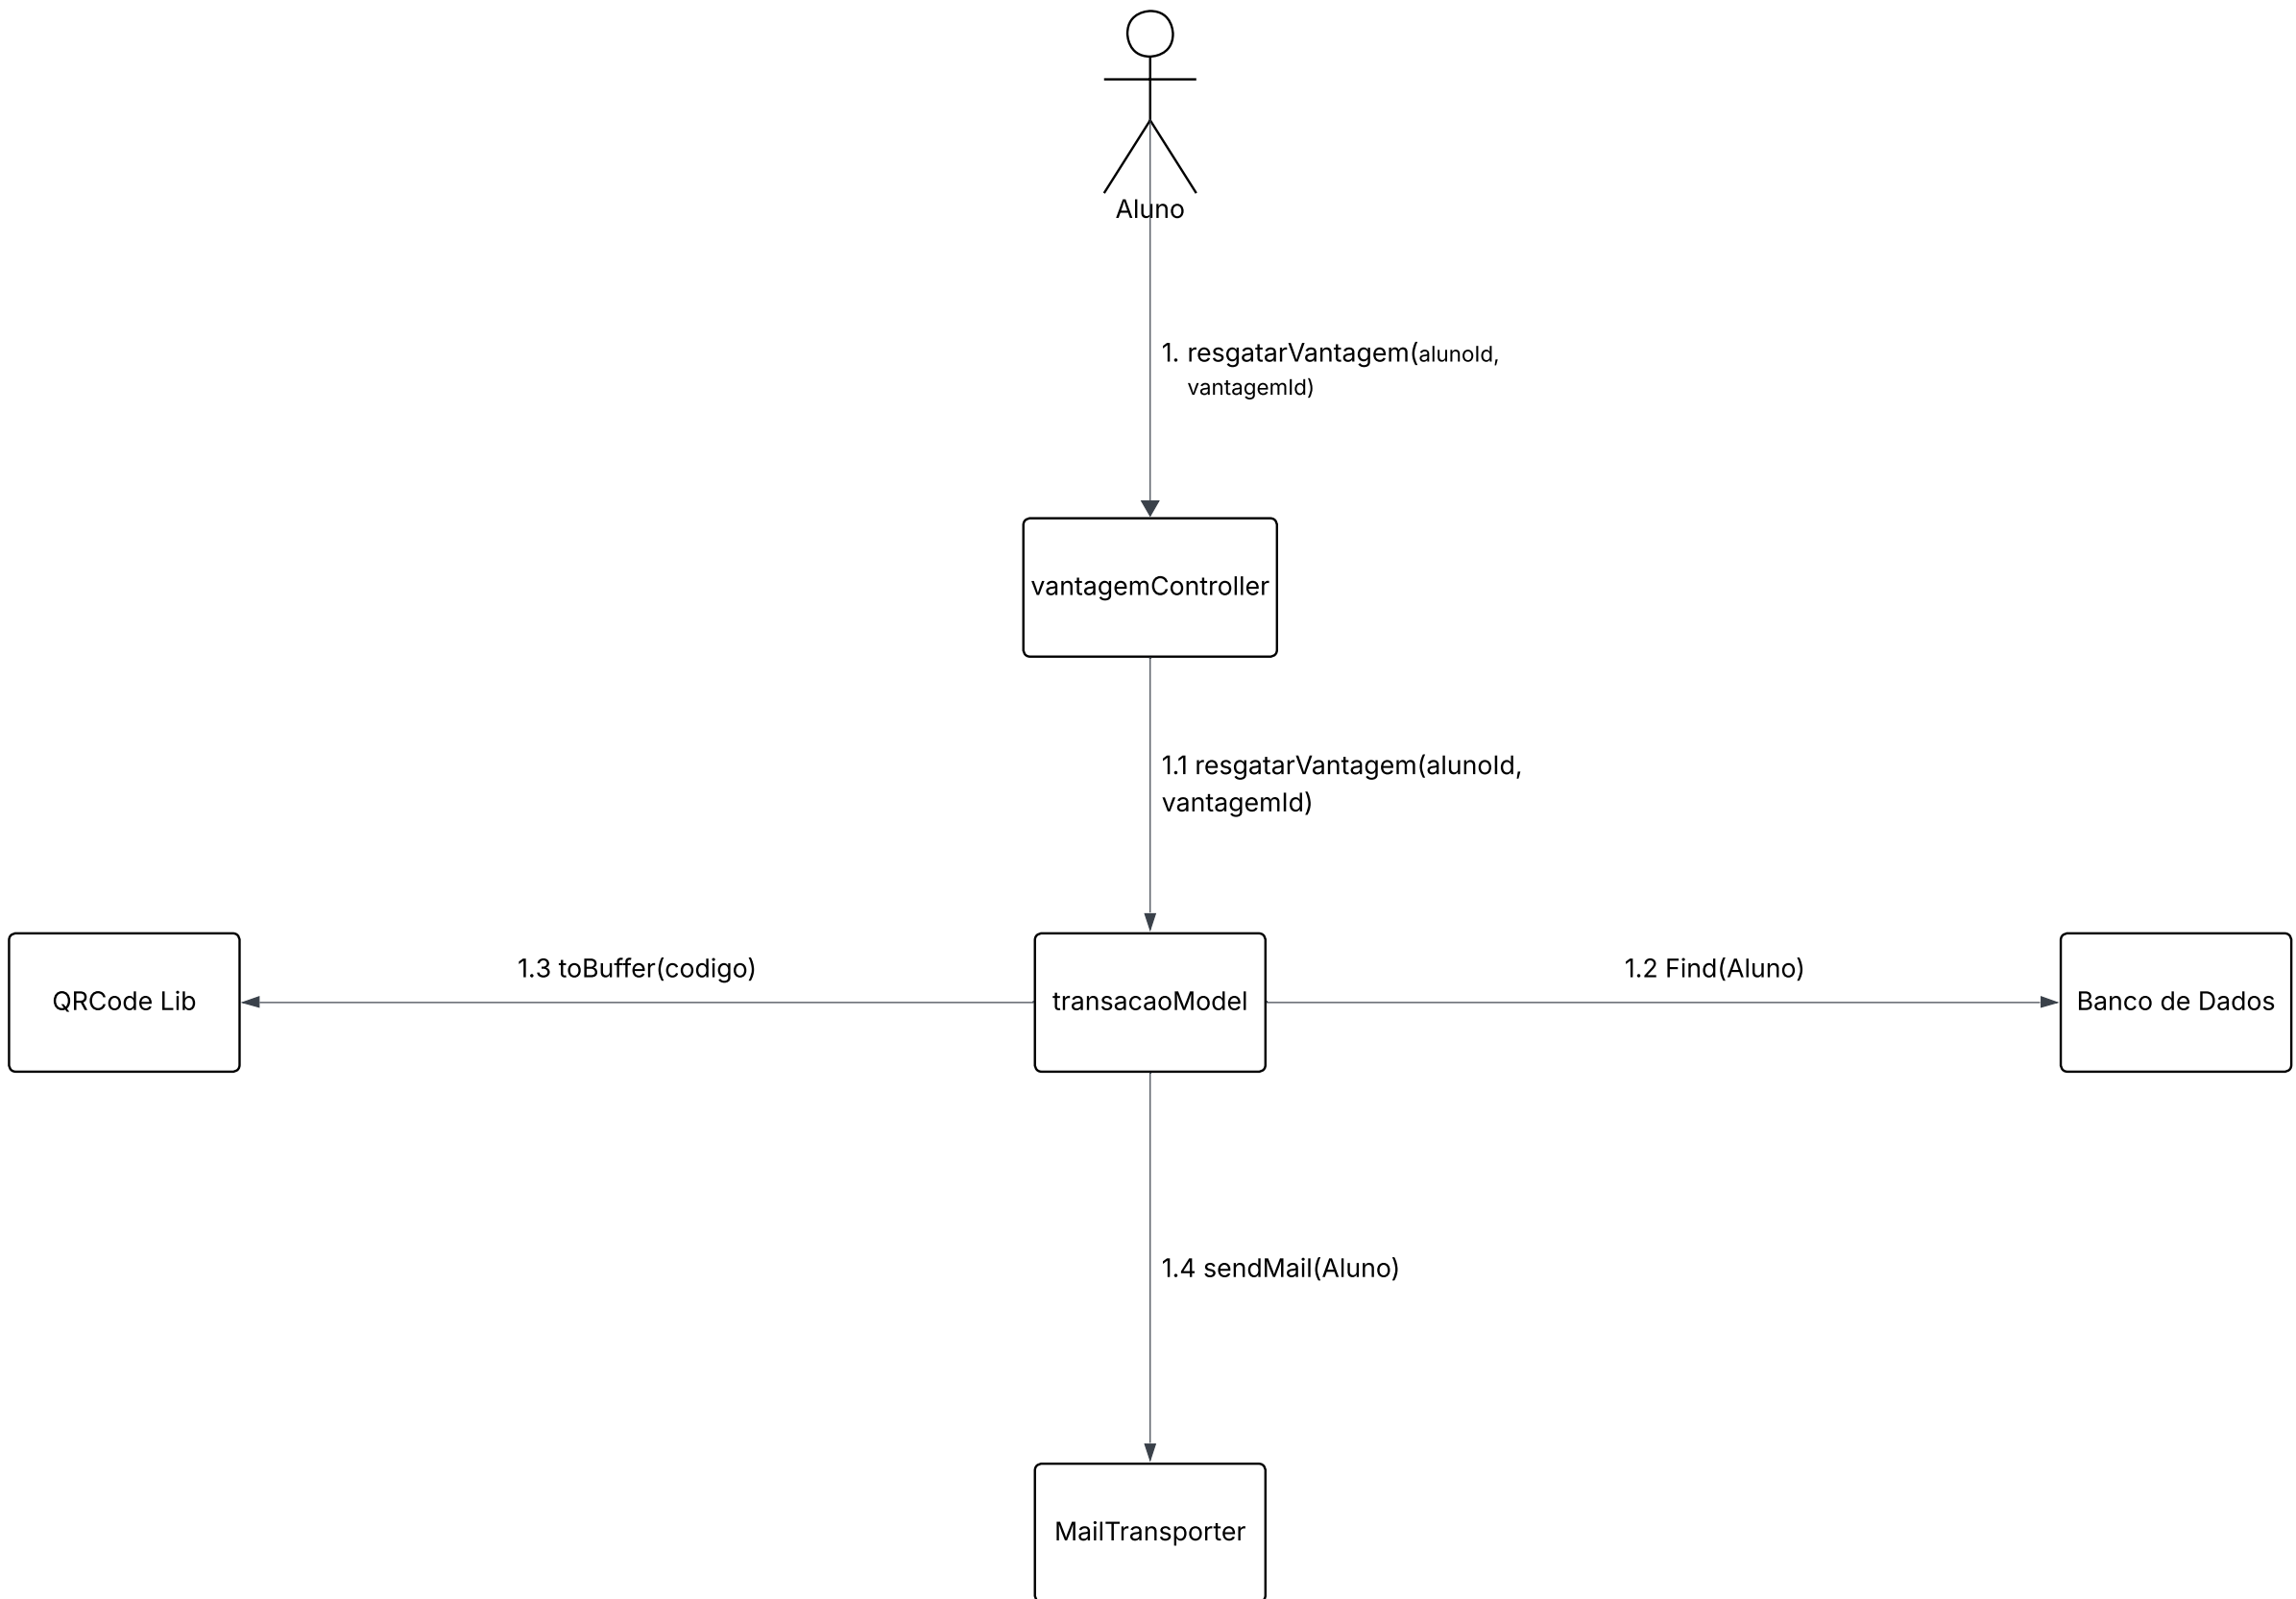 Aluno
1. resgatarVantagem(alunoId,
vantagemId)
vantagemController
1.1 resgatarVantagem(alunoId,
vantagemId)
QRCode Lib
1.3 toBuffer(codigo)
transacaoModel
1.2 Find(Aluno)
Banco de Dados
1.4 sendMail(Aluno)
MailTransporter